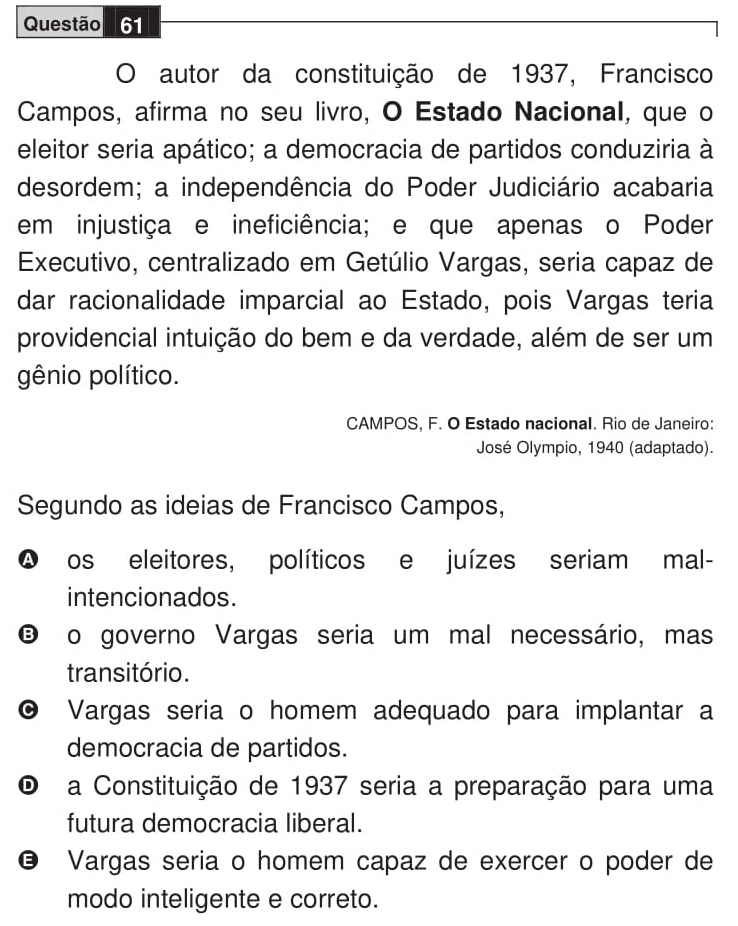 Questão 61
O autor da constituição de 1937, Francisco
Campos, afirma no seu livro, O Estado Nacional, que o
eleitor seria apático; a democracia de partidos conduziria à
desordem; a independência do Poder Judiciário acabaria
em injustiça e ineficiência; e que apenas o Poder
Executivo, centralizado em Getúlio Vargas, seria capaz de
dar racionalidade imparcial ao Estado, pois Vargas teria
providencial intuição do bem e da verdade, além de ser um
gênio político.
CAMPOS, F. O Estado nacional. Rio de Janeiro:
José Olympio, 1940 (adaptado).
Segundo as ideias de Francisco Campos,
A os eleitores, políticos e juízes seriam mal-
intencionados.
B o governo Vargas seria um mal necessário, mas
transitório.
C Vargas seria o homem adequado para implantar a
democracia de partidos.
D a Constituição de 1937 seria a preparação para uma
futura democracia liberal.
E Vargas seria o homem capaz de exercer o poder de
modo inteligente e correto.